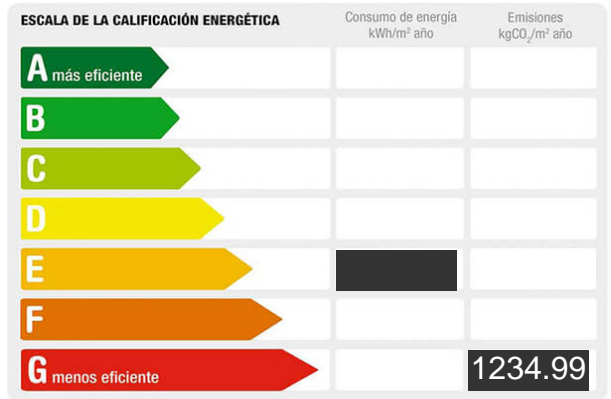 ESCALA DE LA CALIFICACIÓN ENERGÉTICA
Consumo de energía
kWh/m² año
Emisiones
kgCO₂/m² año
A más eficiente
B
C
D
E
F
G menos eficiente
1234.99